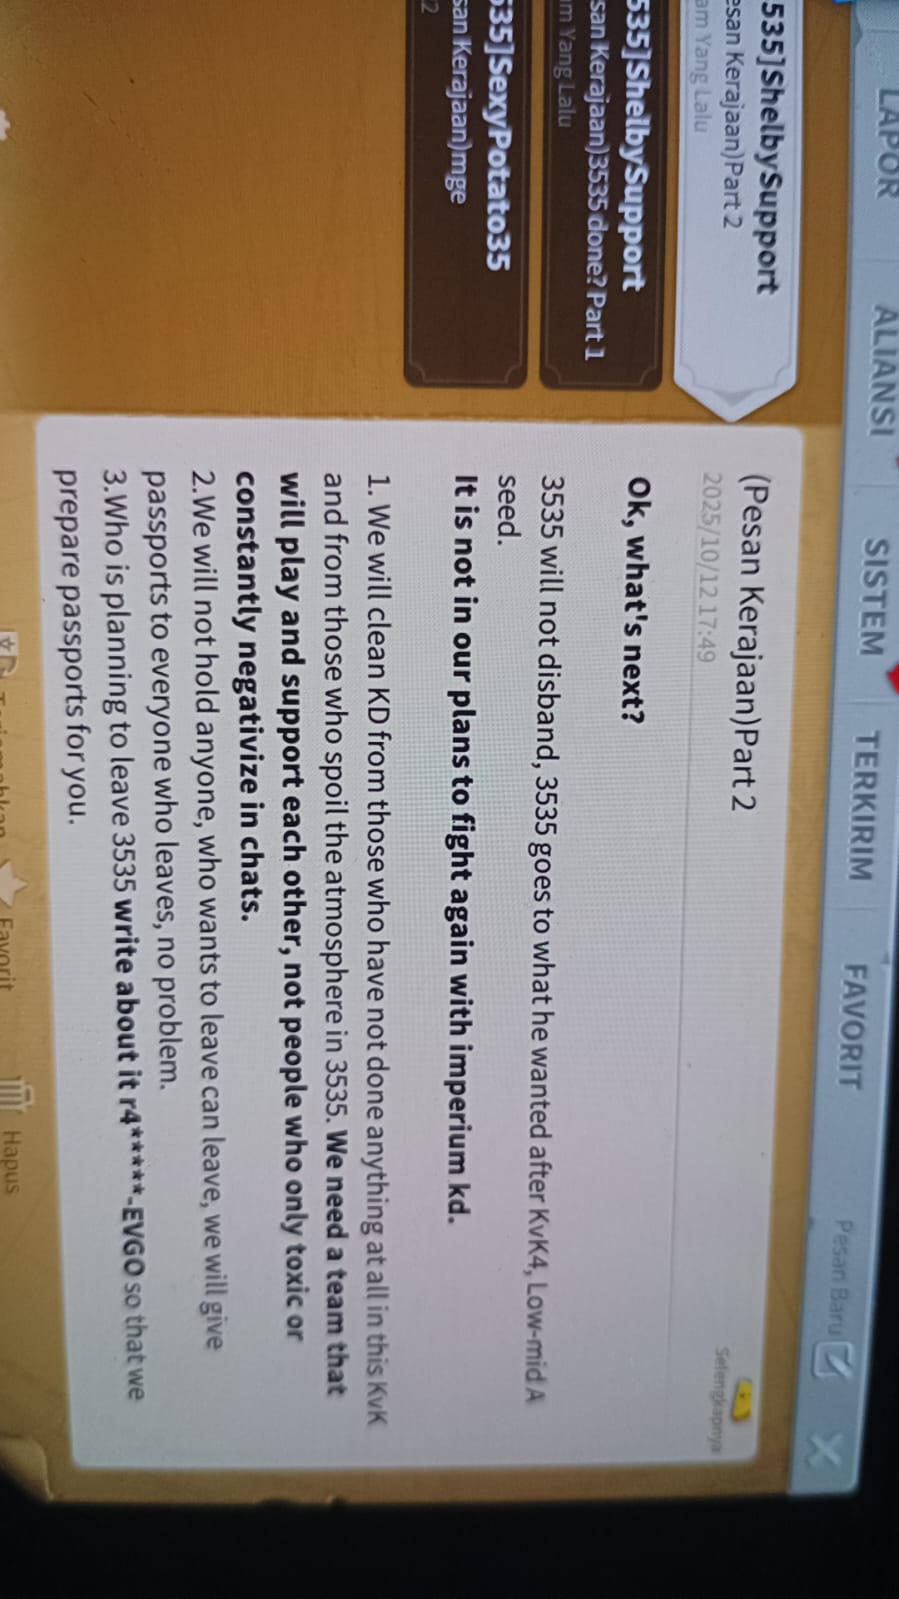 LAPOR
ALIANSI
SISTEM
TERKIRIM
FAVORIT
Pesan Baru
535]ShelbySupport
esan Kerajaan)Part 2
am Yang Lalu
535]ShelbySupport
san Kerajaan)3535 done? Part 1
m Yang Lalu
535]SexyPotato35
san Kerajaan)mge
2
(Pesan Kerajaan)Part 2
2025/10/12 17:49
Selengkapnya
Ok, what's next?
3535 will not disband, 3535 goes to what he wanted after KvK4, Low-mid A
seed.
It is not in our plans to fight again with imperium kd.
1. We will clean KD from those who have not done anything at all in this KvK
and from those who spoil the atmosphere in 3535. We need a team that
will play and support each other, not people who only toxic or
constantly negativize in chats.
2.We will not hold anyone, who wants to leave can leave, we will give
passports to everyone who leaves, no problem.
3.Who is planning to leave 3535 write about it r4*****-EVGO so that we
prepare passports for you.
Terjemahkan
Favorit
Hapus